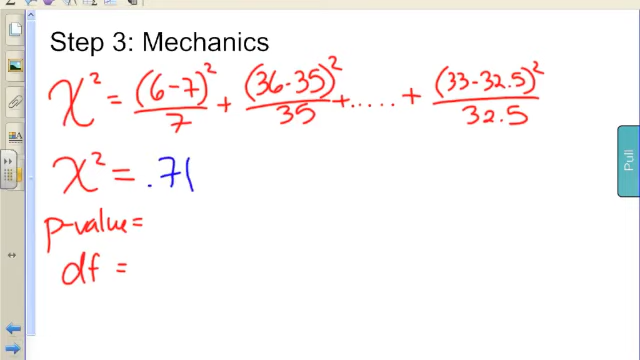 Step 3: Mechanics
χ² = (6-7)²/7 + (36-35)²/35 + ..... + (33-32.5)²/32.5
χ² = .71
p-value =
df =
Pull